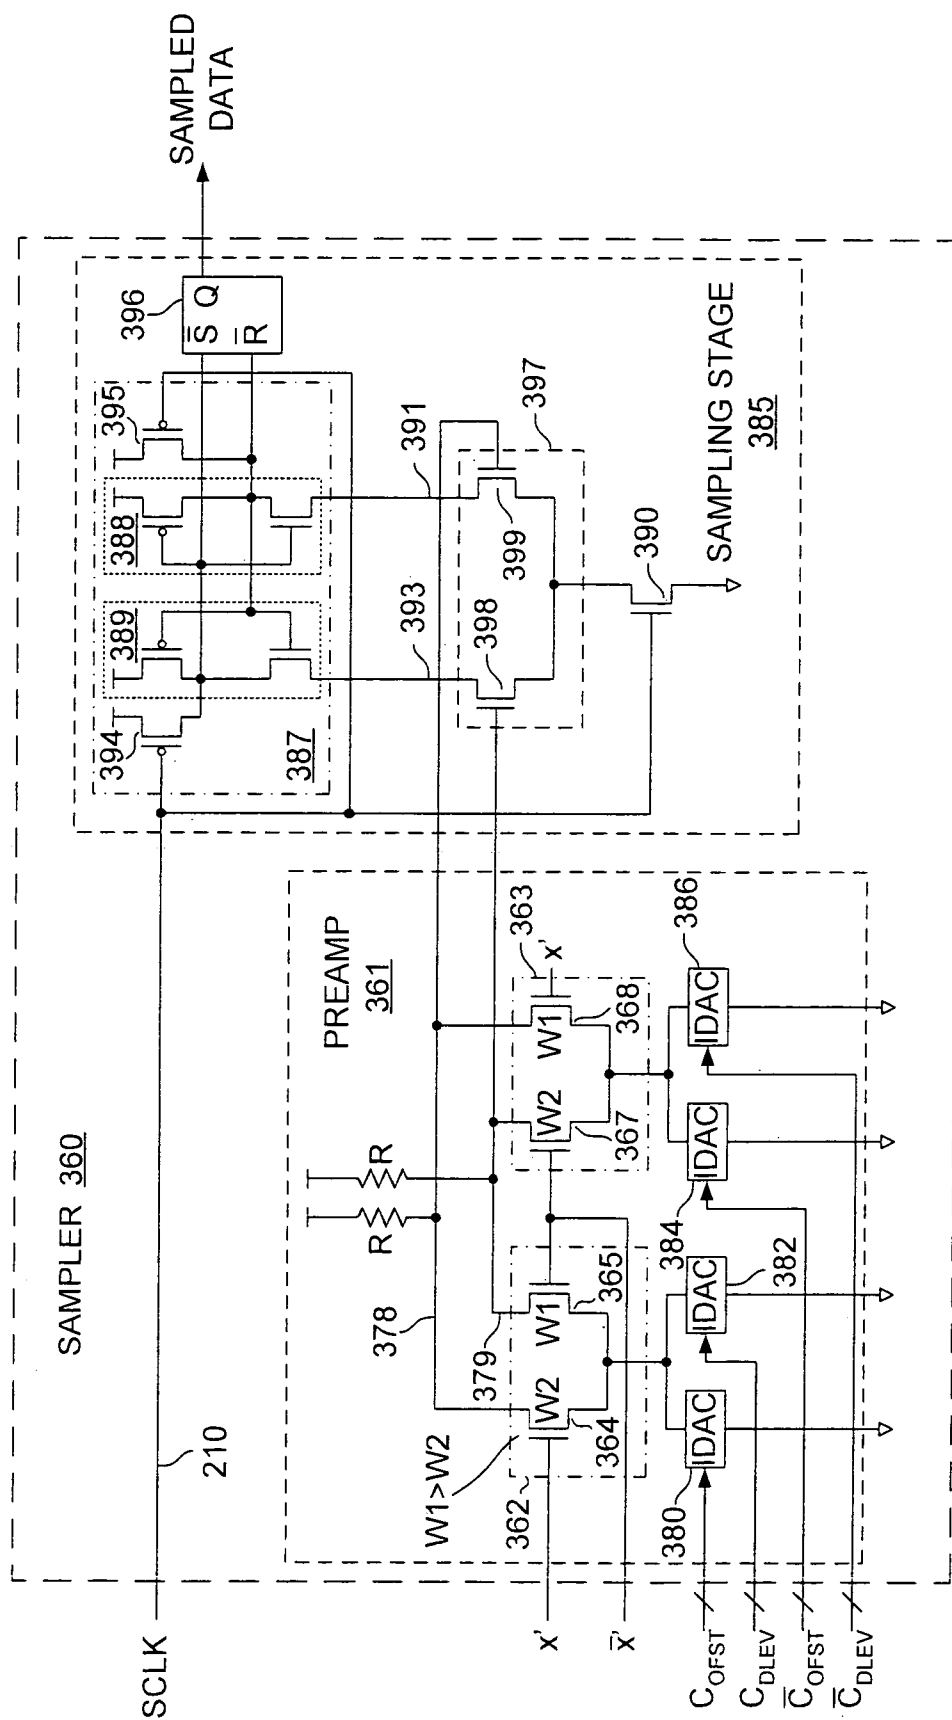 SAMPLER 360
SCLK
210
SAMPLED
DATA
396
S̅ Q
R̅
395
388
389
394
387
391
393
397
399
398
390
SAMPLING STAGE
385
PREAMP
361
378
379
R
R
W1>W2
362
W2
W1
364
365
363
W2
W1
367
368
x'
x'
x̅'
380
IDAC
IDAC
382
384
IDAC
IDAC
386
C_OFST
C_DLEV
C̅_OFST
C̅_DLEV